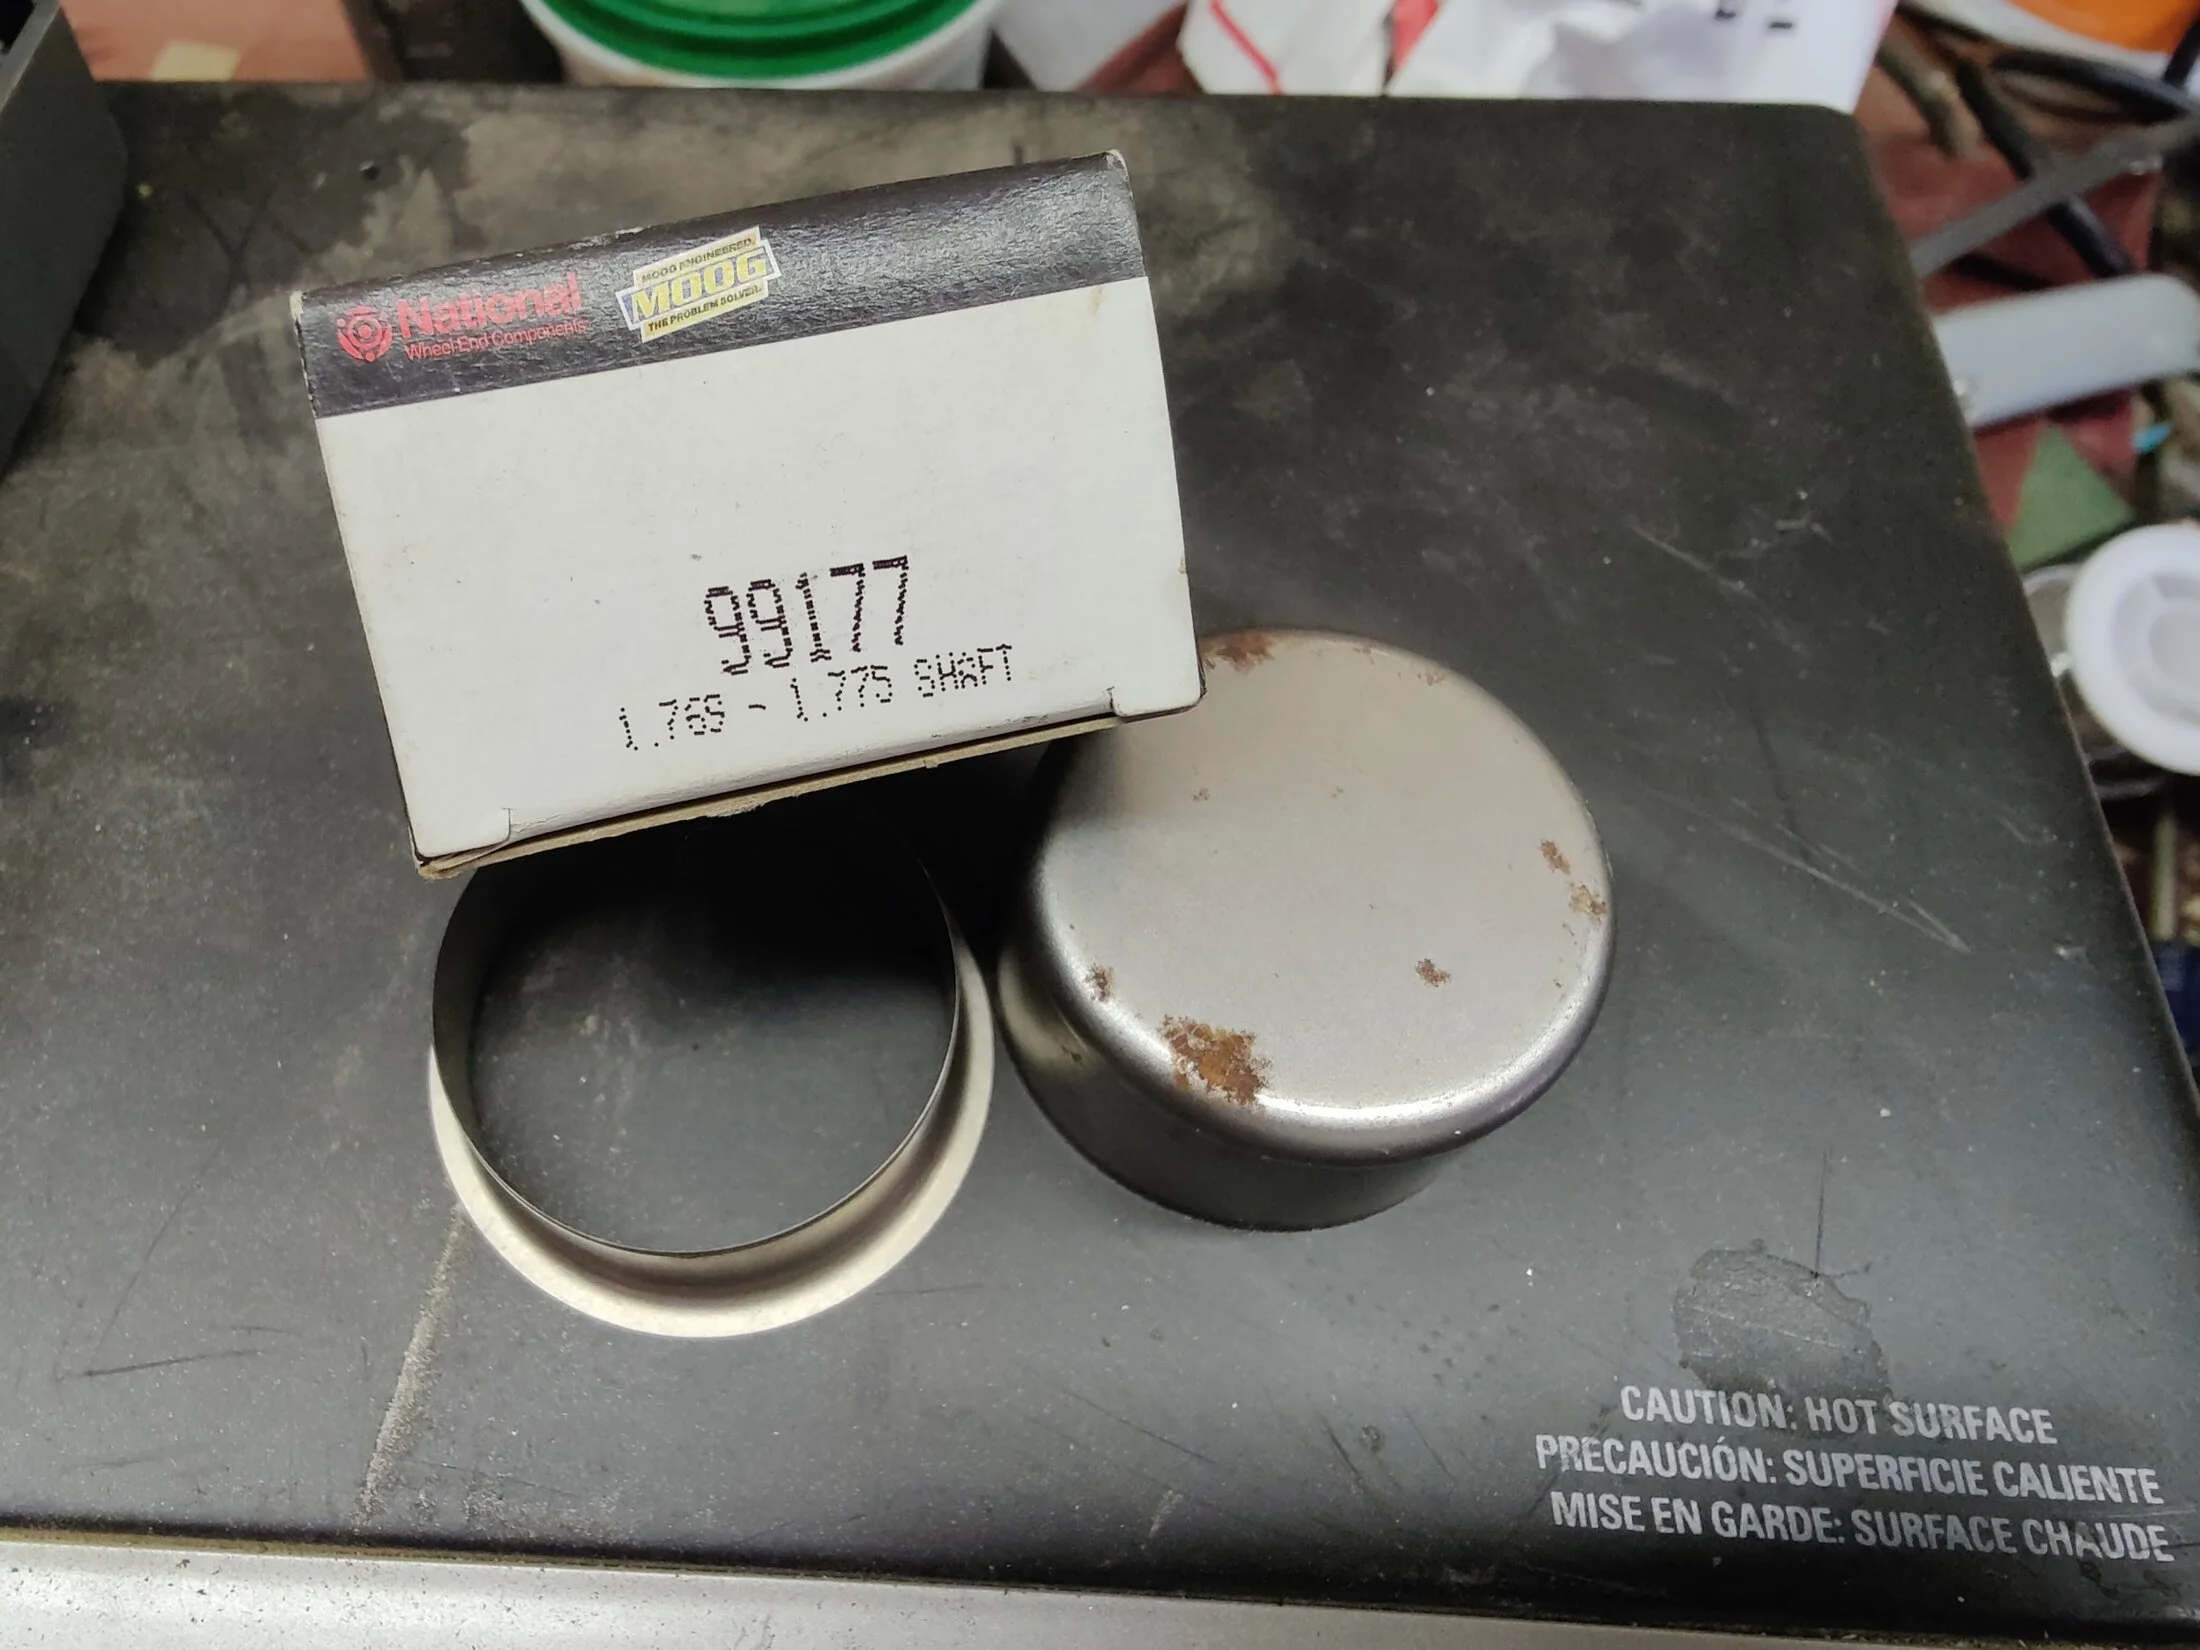 National
Wheel-End Components
MOOG ENGINEERED.
MOOG
THE PROBLEM SOLVER.
99177
1.765 - 1.775 SHAFT
CAUTION: HOT SURFACE
PRECAUCIÓN: SUPERFICIE CALIENTE
MISE EN GARDE: SURFACE CHAUDE